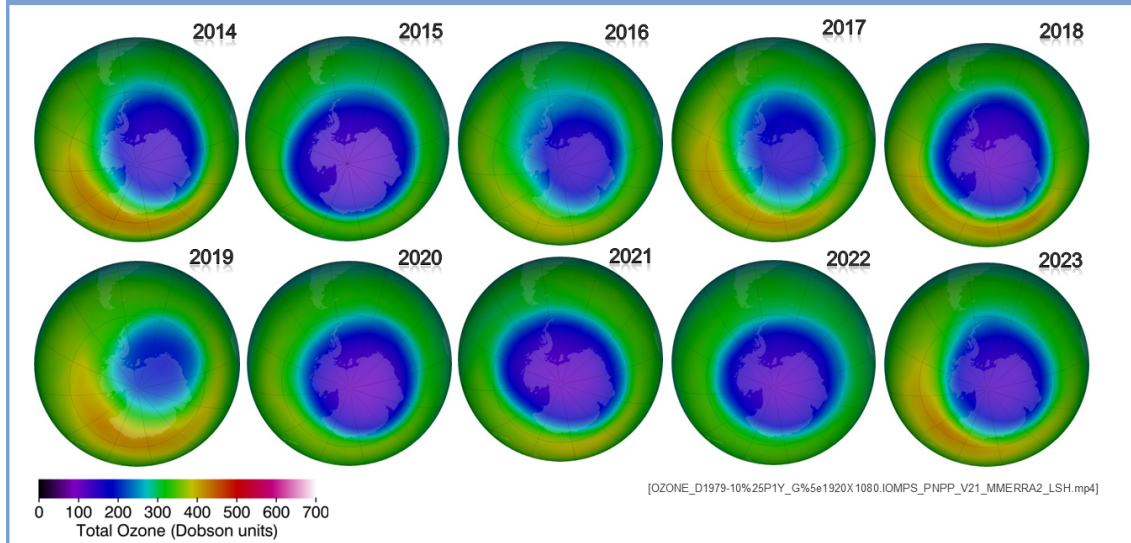 2014 2015 2016 2017 2018
2019 2020 2021 2022 2023
0 100 200 300 400 500 600 700
Total Ozone (Dobson units)
[OZONE_D1979-10%25P1Y_G%5e1920X1080.IOMPS_PNPP_V21_MMERRA2_LSH.mp4]